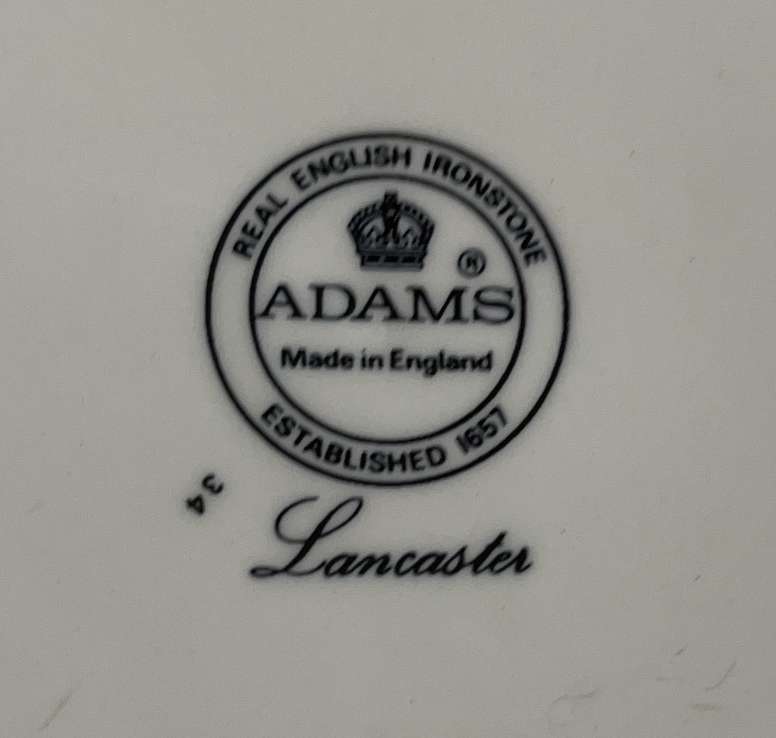 REAL ENGLISH IRONSTONE
ADAMS®
Made in England
ESTABLISHED 1657
34
Lancaster